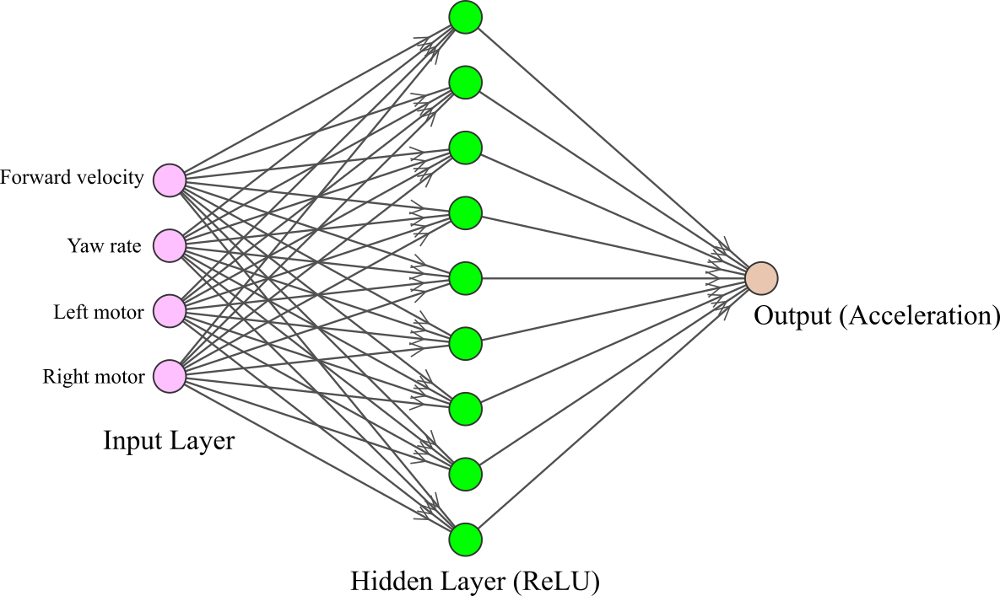 Forward velocity
Yaw rate
Left motor
Right motor
Input Layer
Hidden Layer (ReLU)
Output (Acceleration)